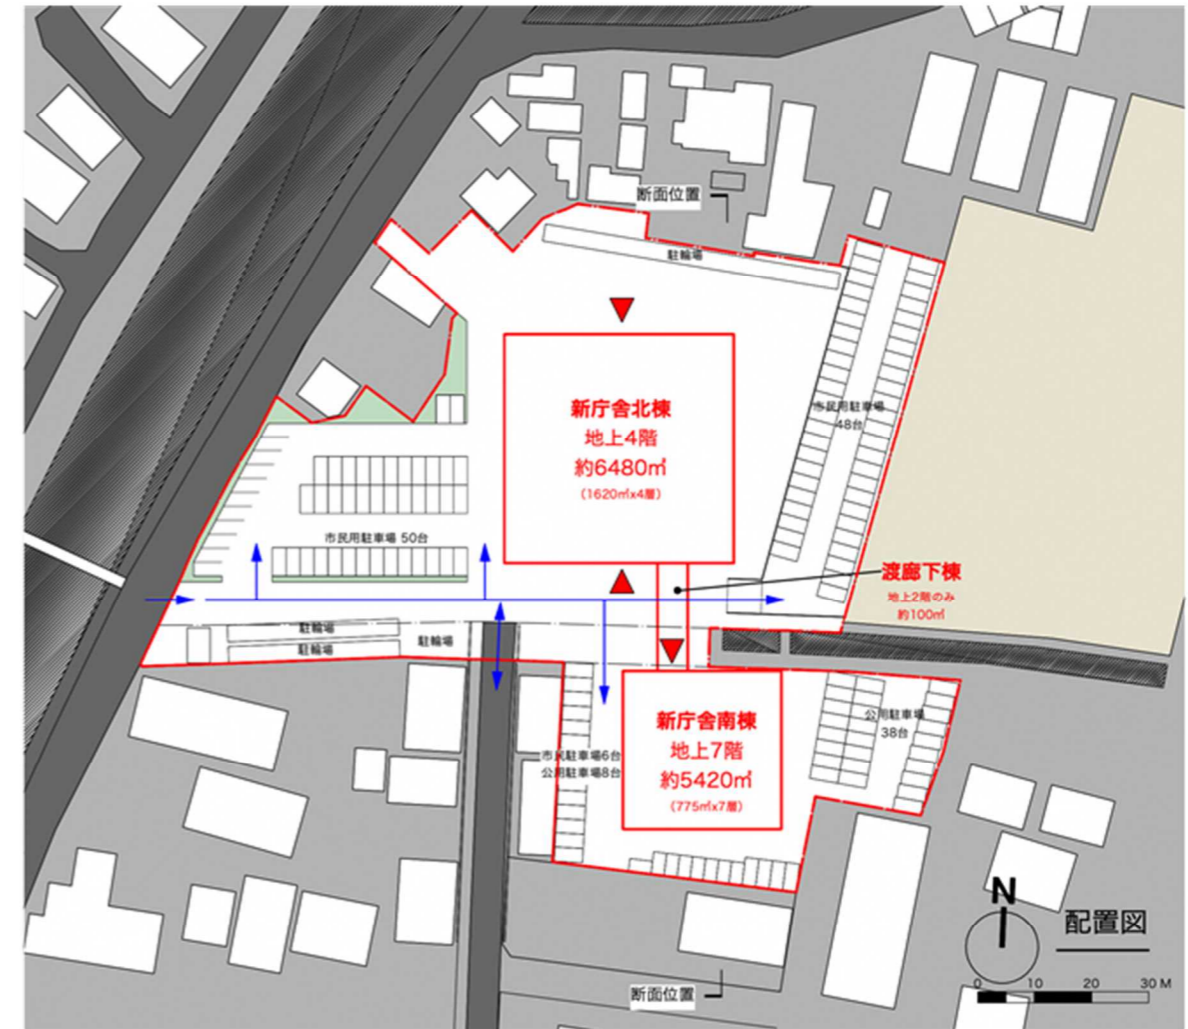 断面位置
駐輪場
新庁舎北棟
地上4階
約6480㎡
(1620㎡x4層)
市民用駐車場
48台
市民用駐車場 50台
渡廊下棟
地上2階のみ
約100㎡
駐輪場
駐輪場
駐輪場
新庁舎南棟
地上7階
約5420㎡
(775㎡x7層)
公用駐車場
38台
市民駐車場6台
公用駐車場8台
N
配置図
0 10 20 30 M
断面位置